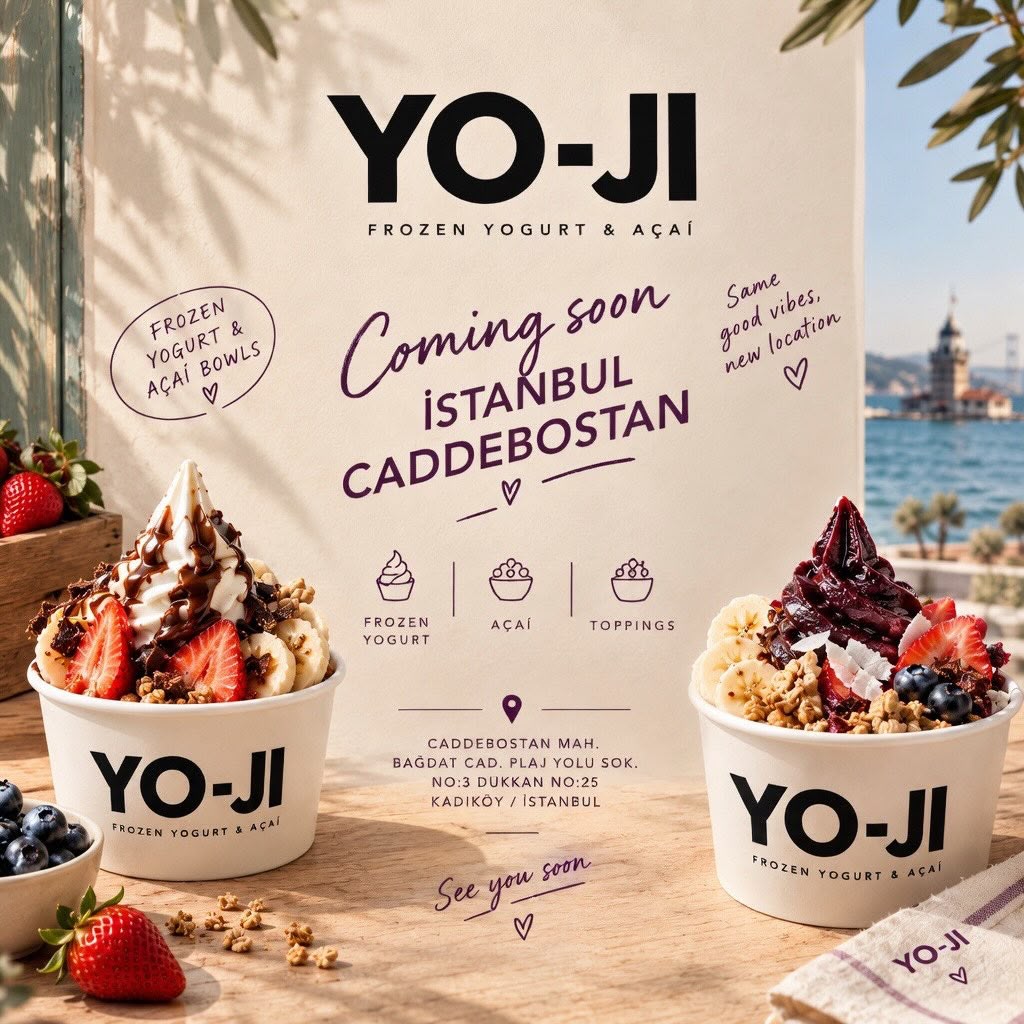 YO-JI
FROZEN YOGURT & AÇAÍ
FROZEN
YOGURT &
AÇAÍ BOWLS
Coming soon
İSTANBUL
CADDEBOSTAN
Same
good vibes,
new location
FROZEN
YOGURT
AÇAÍ
TOPPINGS
CADDEBOSTAN MAH.
BAĞDAT CAD. PLAJ YOLU SOK.
NO:3 DUKKAN NO:25
KADIKÖY / İSTANBUL
See you soon
YO-JI
FROZEN YOGURT & AÇAÍ
YO-JI
FROZEN YOGURT & AÇAÍ
YO-JI